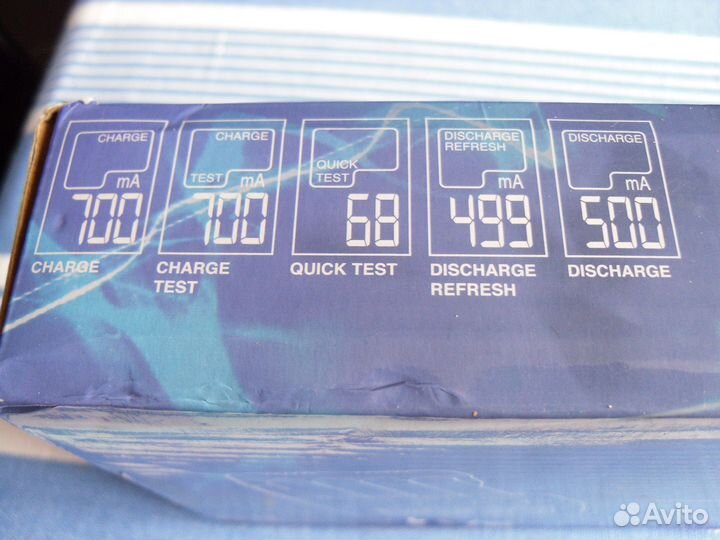 CHARGE
mA
700
CHARGE
CHARGE
TEST mA
700
CHARGE
TEST
QUICK
TEST
68
QUICK TEST
DISCHARGE
REFRESH
mA
499
DISCHARGE
REFRESH
DISCHARGE
mA
500
DISCHARGE
Avito